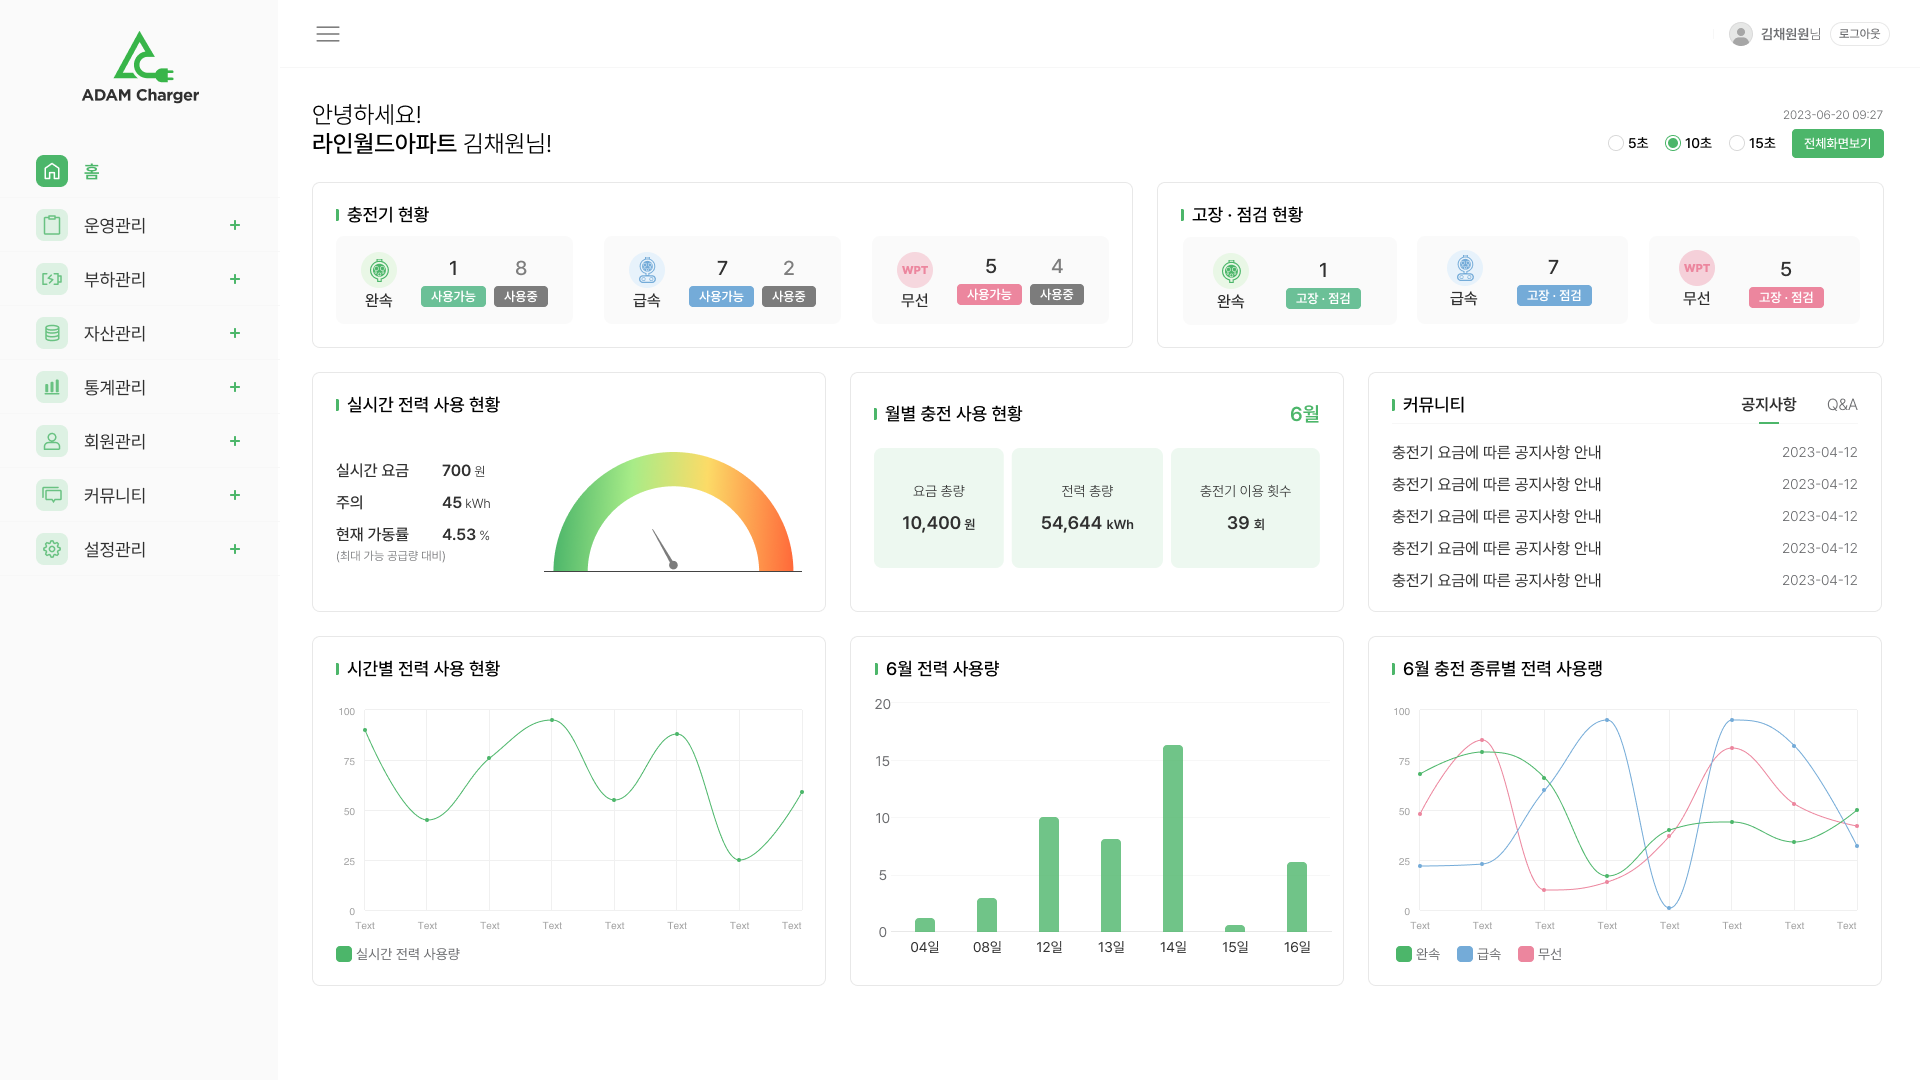 ADAM Charger
홈
운영관리 +
부하관리 +
자산관리 +
통계관리 +
회원관리 +
커뮤니티 +
설정관리 +
김채원원님 로그아웃
안녕하세요!
라인월드아파트 김채원님!
2023-06-20 09:27
5초 10초 15초 전체화면보기
충전기 현황
완속 1 사용가능 8 사용중
급속 7 사용가능 2 사용중
WPT 무선 5 사용가능 4 사용중
고장 · 점검 현황
완속 1 고장 · 점검
급속 7 고장 · 점검
WPT 무선 5 고장 · 점검
실시간 전력 사용 현황
실시간 요금 700 원
주의 45 kWh
현재 가동률 4.53 %
(최대 가능 공급량 대비)
월별 충전 사용 현황 6월
요금 총량
10,400 원
전력 총량
54,644 kWh
충전기 이용 횟수
39 회
커뮤니티 공지사항 Q&A
충전기 요금에 따른 공지사항 안내 2023-04-12
충전기 요금에 따른 공지사항 안내 2023-04-12
충전기 요금에 따른 공지사항 안내 2023-04-12
충전기 요금에 따른 공지사항 안내 2023-04-12
충전기 요금에 따른 공지사항 안내 2023-04-12
시간별 전력 사용 현황
100
75
50
25
0
Text Text Text Text Text Text Text Text
실시간 전력 사용량
6월 전력 사용량
20
15
10
5
0
04일 08일 12일 13일 14일 15일 16일
6월 충전 종류별 전력 사용랭
100
75
50
25
0
Text Text Text Text Text Text Text Text
완속 급속 무선